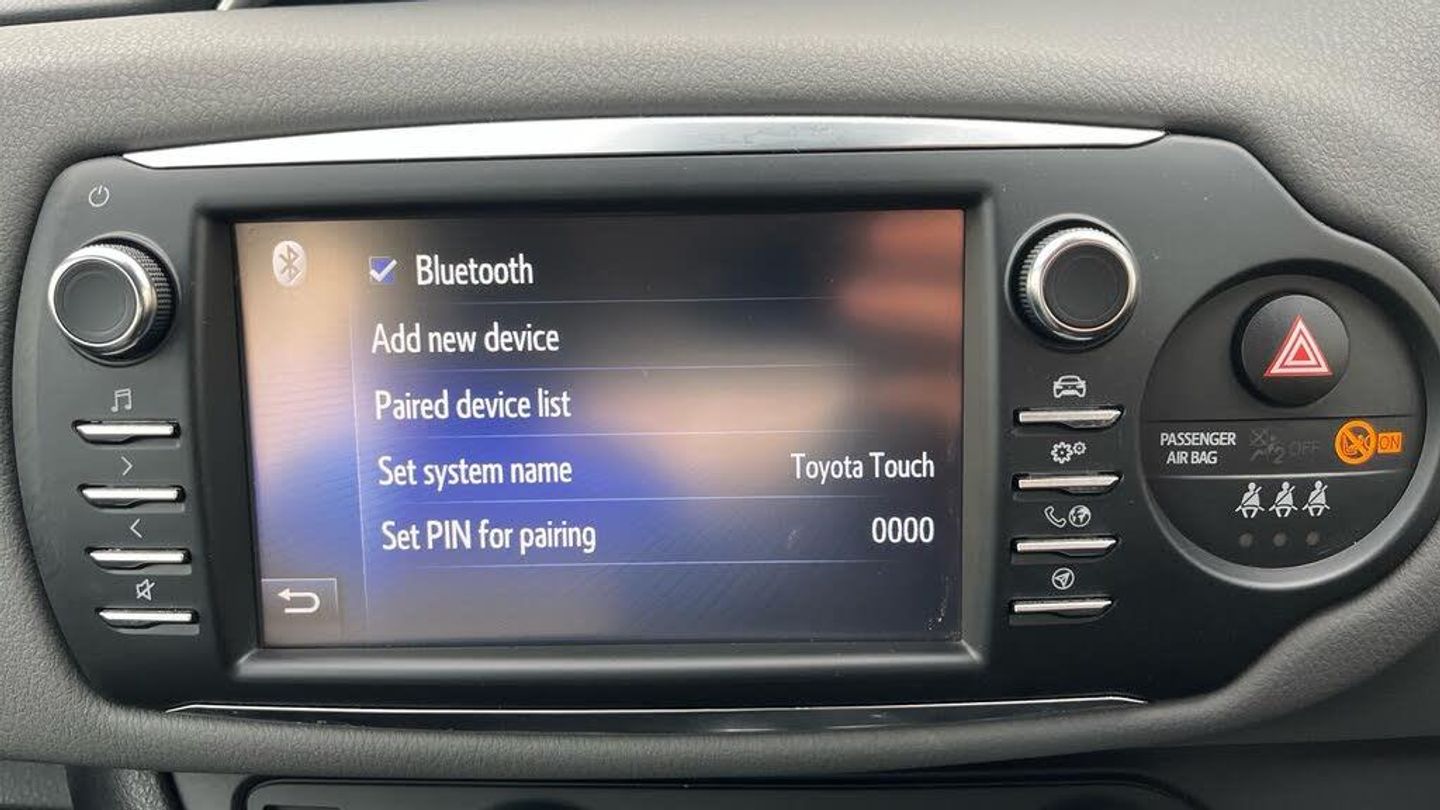 Bluetooth
Add new device
Paired device list
Set system name Toyota Touch
Set PIN for pairing 0000
PASSENGER
AIR BAG
2 OFF
ON